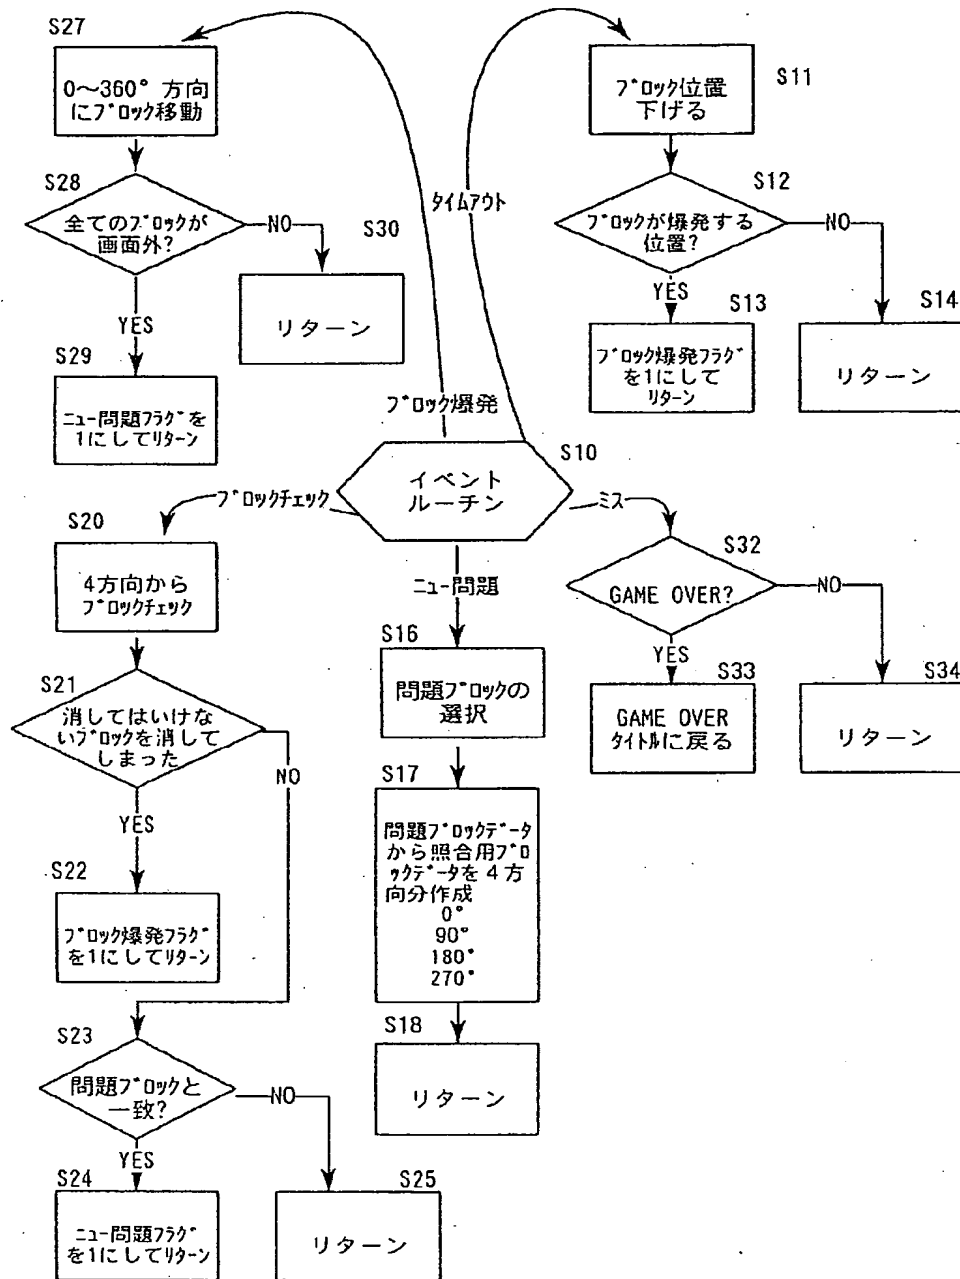 S27
0〜360° 方向
にブロック移動
S28
全てのブロックが
画面外?
NO
S30
リターン
YES
S29
ニュー問題フラグを
1にしてリターン
ブロック爆発
タイムアウト
ブロック位置
下げる
S11
S12
ブロックが爆発する
位置?
NO
YES
S13
ブロック爆発フラグ
を1にして
リターン
S14
リターン
S10
イベント
ルーチン
ブロックチェック
S20
4方向から
ブロックチェック
S21
消してはいけな
いブロックを消して
しまった
NO
YES
S22
ブロック爆発フラグ
を1にしてリターン
S23
問題ブロックと
一致?
NO
YES
S24
ニュー問題フラグ
を1にしてリターン
S25
リターン
ニュー問題
S16
問題ブロックの
選択
S17
問題ブロックデータ
から照合用ブロ
ックデータを4方
向分作成
0°
90°
180°
270°
S18
リターン
ミス
S32
GAME OVER?
NO
YES
S33
GAME OVER
タイトルに戻る
S34
リターン